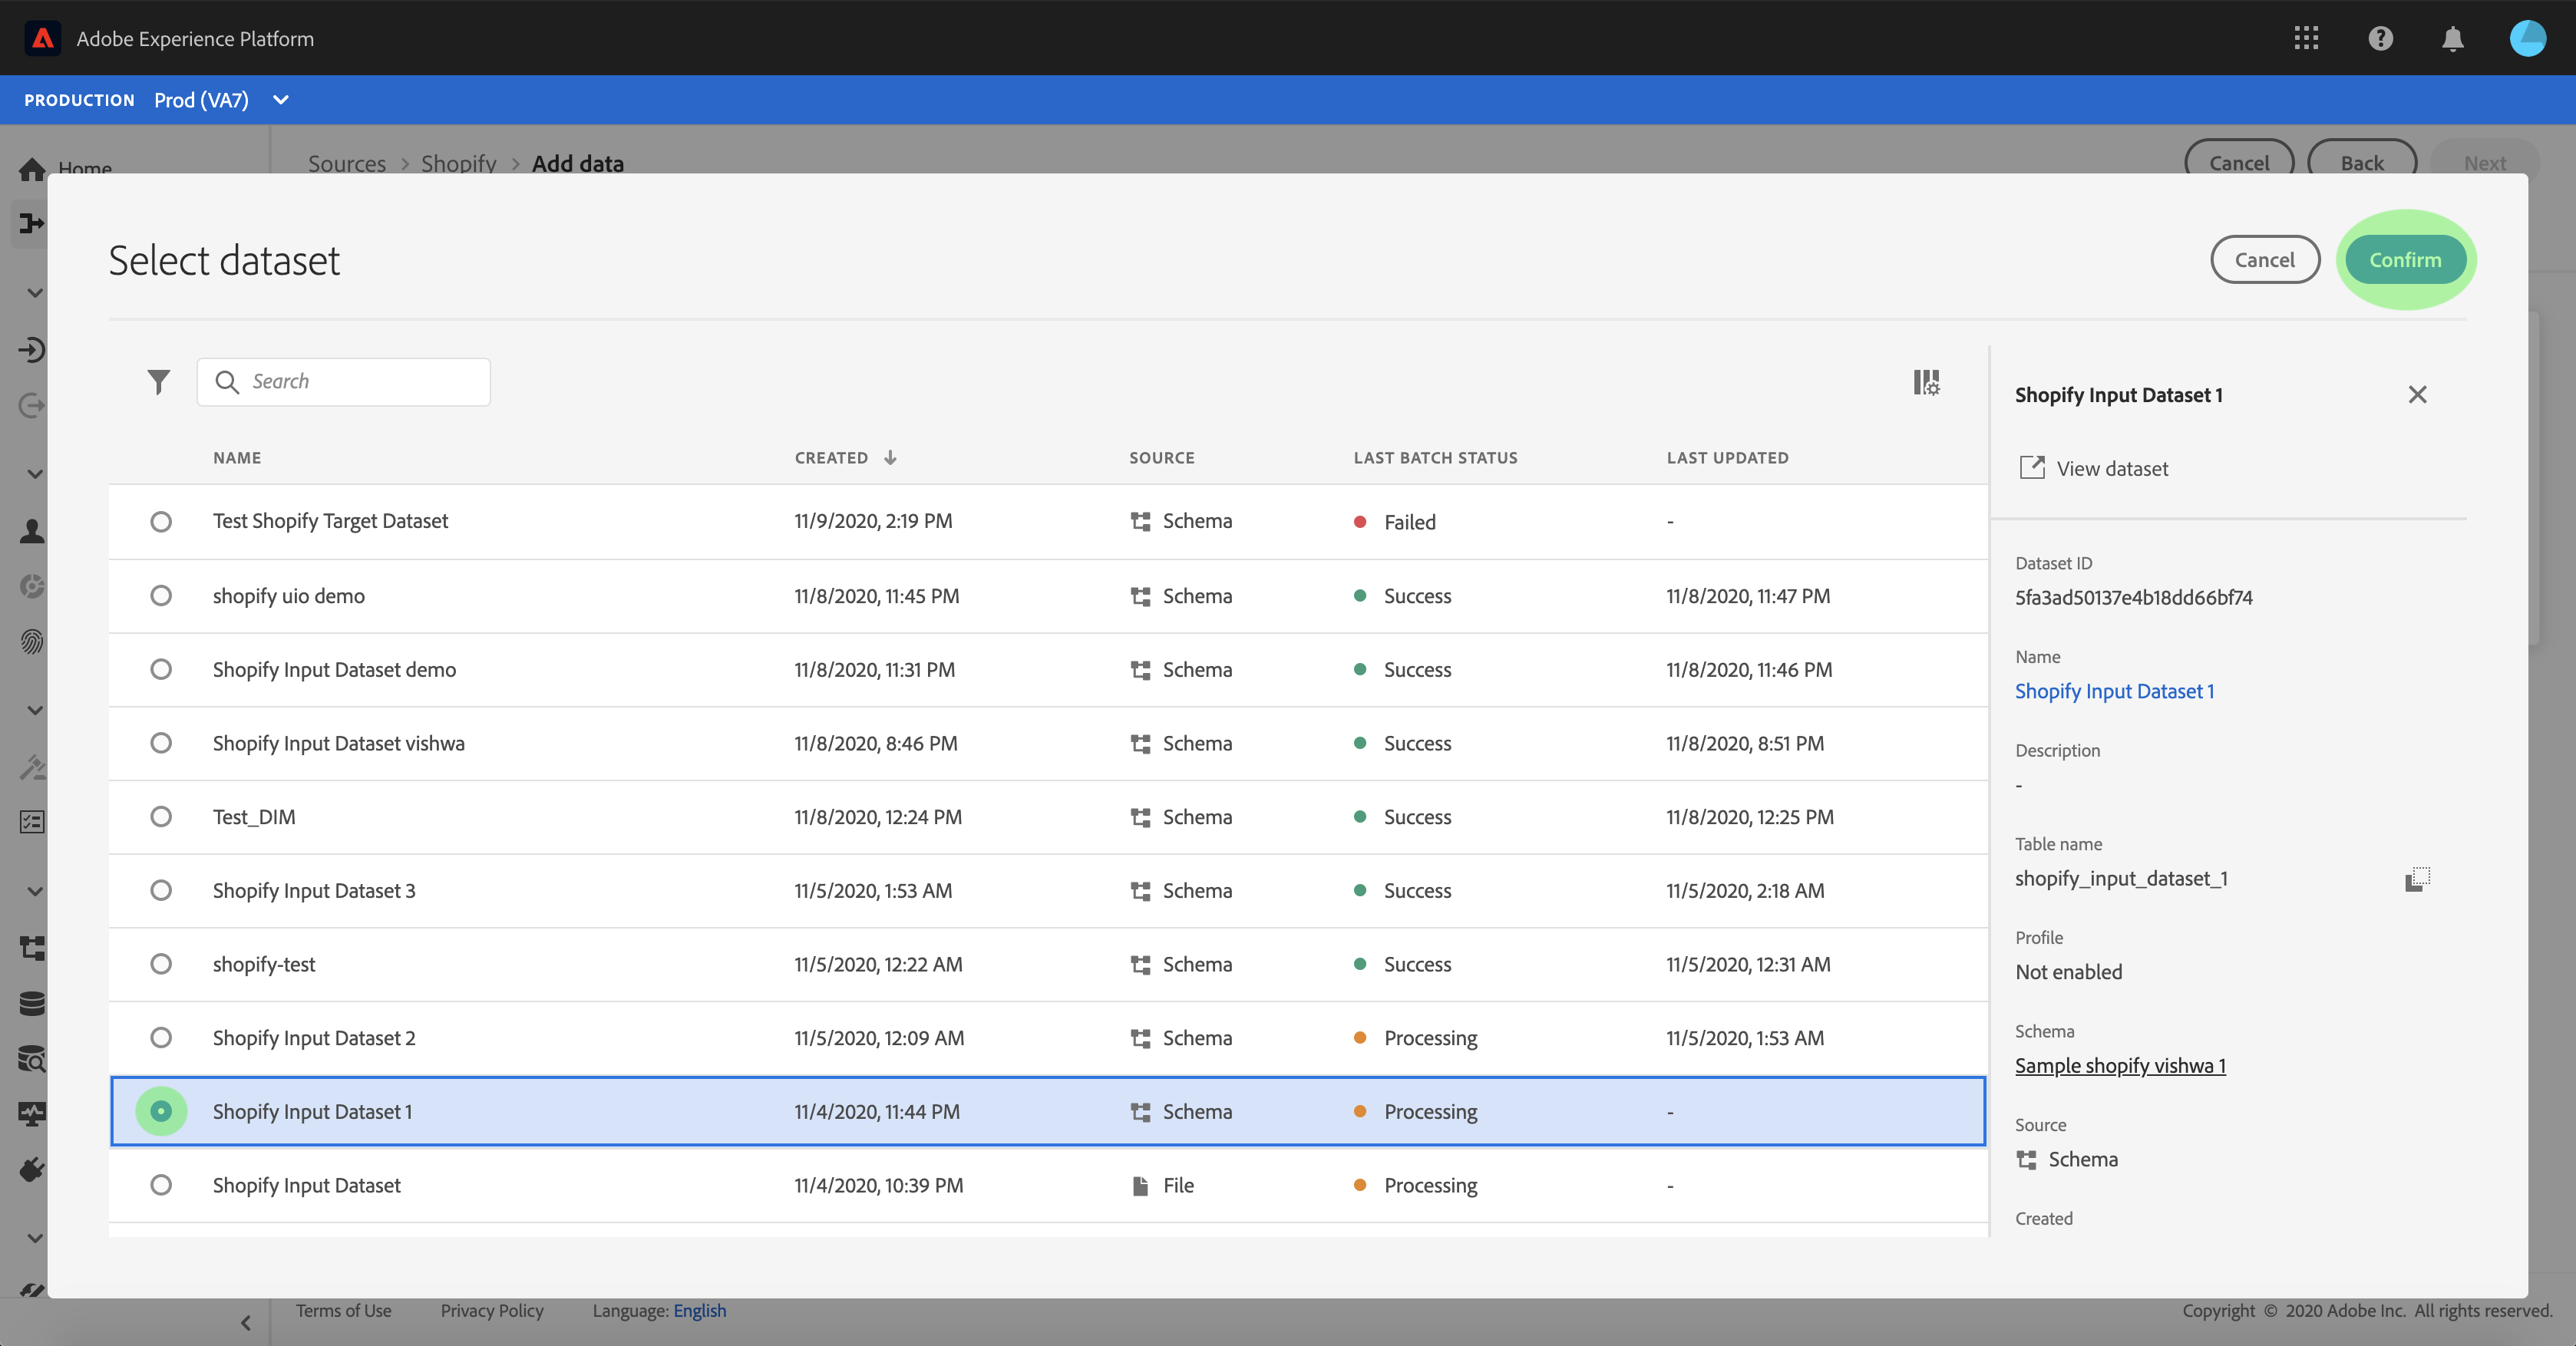 Adobe Experience Platform
PRODUCTION Prod (VA7)
Home
Sources > Shopify > Add data
Cancel Back Next
Select dataset
Cancel Confirm
Search
NAME CREATED SOURCE LAST BATCH STATUS LAST UPDATED
Test Shopify Target Dataset 11/9/2020, 2:19 PM Schema Failed -
shopify uio demo 11/8/2020, 11:45 PM Schema Success 11/8/2020, 11:47 PM
Shopify Input Dataset demo 11/8/2020, 11:31 PM Schema Success 11/8/2020, 11:46 PM
Shopify Input Dataset vishwa 11/8/2020, 8:46 PM Schema Success 11/8/2020, 8:51 PM
Test_DIM 11/8/2020, 12:24 PM Schema Success 11/8/2020, 12:25 PM
Shopify Input Dataset 3 11/5/2020, 1:53 AM Schema Success 11/5/2020, 2:18 AM
shopify-test 11/5/2020, 12:22 AM Schema Success 11/5/2020, 12:31 AM
Shopify Input Dataset 2 11/5/2020, 12:09 AM Schema Processing 11/5/2020, 1:53 AM
Shopify Input Dataset 1 11/4/2020, 11:44 PM Schema Processing -
Shopify Input Dataset 11/4/2020, 10:39 PM File Processing -
Shopify Input Dataset 1
View dataset
Dataset ID
5fa3ad50137e4b18dd66bf74
Name
Shopify Input Dataset 1
Description
-
Table name
shopify_input_dataset_1
Profile
Not enabled
Schema
Sample shopify vishwa 1
Source
Schema
Created
Terms of Use Privacy Policy Language: English
Copyright © 2020 Adobe Inc. All rights reserved.